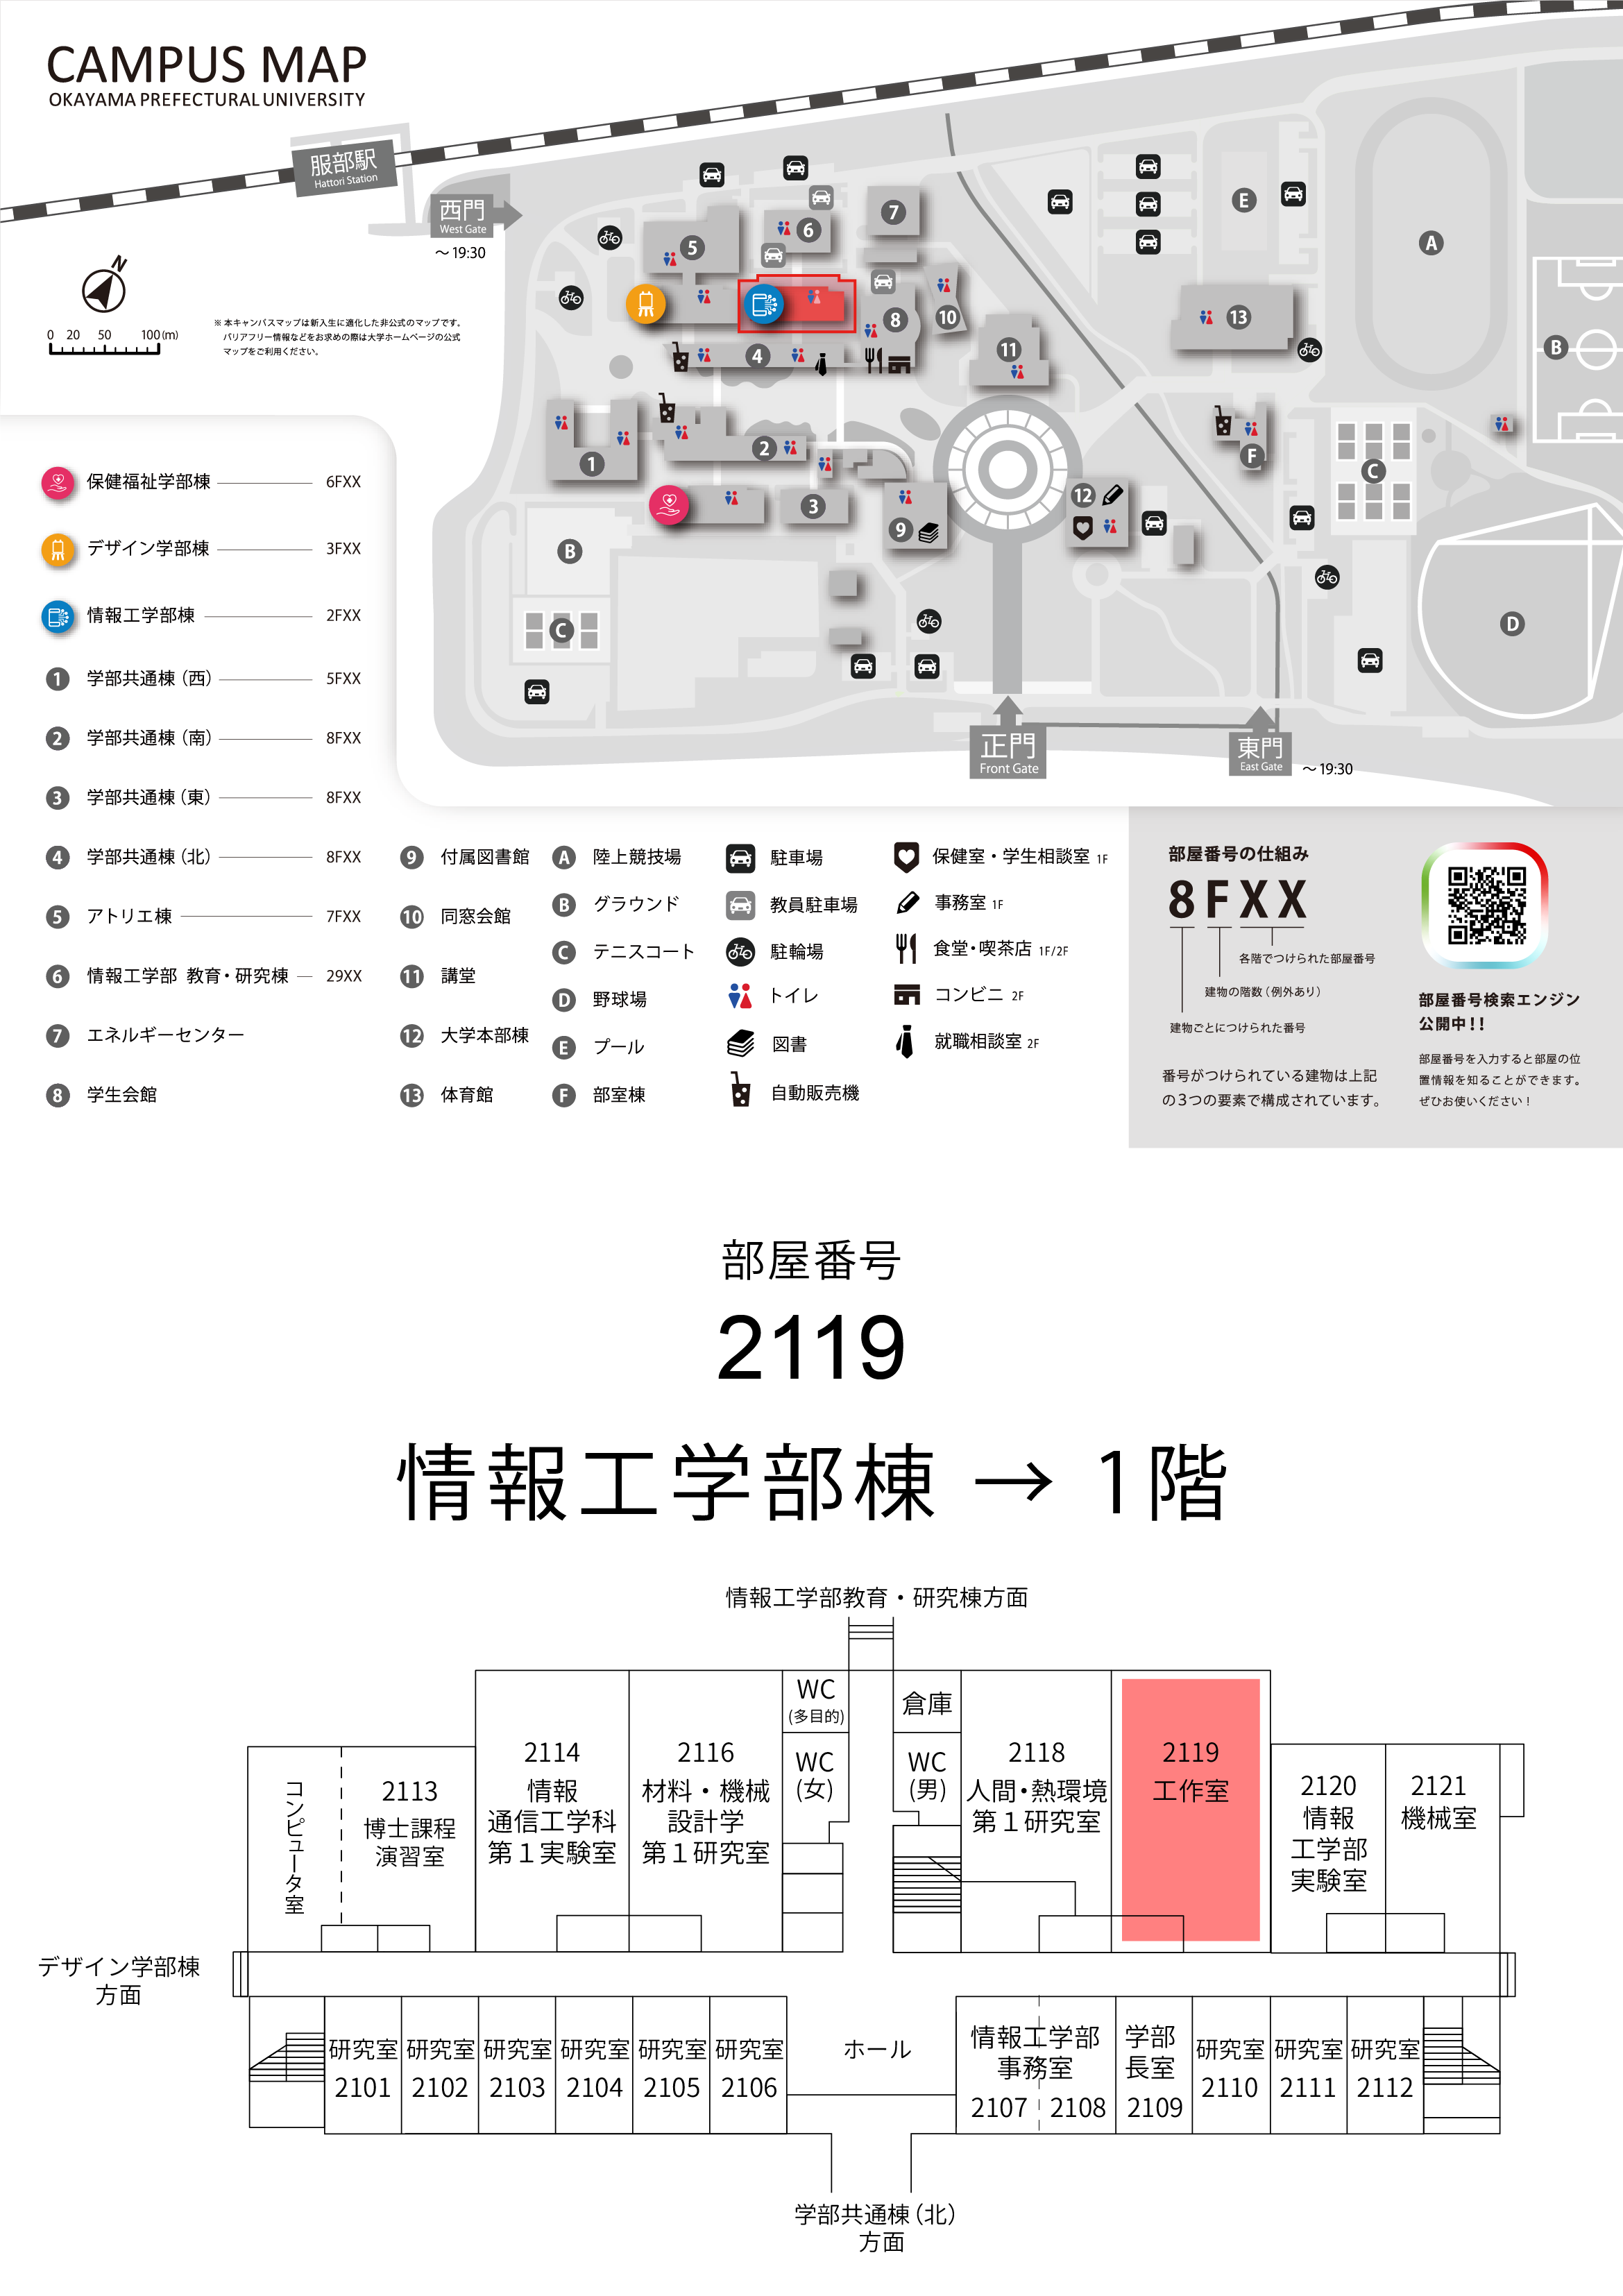 CAMPUS MAP
OKAYAMA PREFECTURAL UNIVERSITY
服部駅
Hattori Station
西門
West Gate
～19:30
N
0 20 50 100(m)
※ 本キャンパスマップは新入生に適化した非公式のマップです。
バリアフリー情報などをお求めの際は大学ホームページの公式
マップをご利用ください。
5
6
7
8
10
4
11
13
E
A
B
1
2
3
9
12
F
C
B
C
D
正門
Front Gate
東門
East Gate
～19:30
保健福祉学部棟 6FXX
デザイン学部棟 3FXX
情報工学部棟 2FXX
1 学部共通棟（西） 5FXX
2 学部共通棟（南） 8FXX
3 学部共通棟（東） 8FXX
4 学部共通棟（北） 8FXX
5 アトリエ棟 7FXX
6 情報工学部 教育・研究棟 29XX
7 エネルギーセンター
8 学生会館
9 付属図書館
10 同窓会館
11 講堂
12 大学本部棟
13 体育館
A 陸上競技場
B グラウンド
C テニスコート
D 野球場
E プール
F 部室棟
駐車場
教員駐車場
駐輪場
トイレ
図書
自動販売機
保健室・学生相談室 1F
事務室 1F
食堂・喫茶店 1F/2F
コンビニ 2F
就職相談室 2F
部屋番号の仕組み
8FXX
各階でつけられた部屋番号
建物の階数（例外あり）
建物ごとにつけられた番号
番号がつけられている建物は上記
の3つの要素で構成されています。
部屋番号検索エンジン
公開中！！
部屋番号を入力すると部屋の位
置情報を知ることができます。
ぜひお使いください！
部屋番号
2119
情報工学部棟 → 1階
情報工学部教育・研究棟方面
コンピュータ室
2113
博士課程
演習室
2114
情報
通信工学科
第１実験室
2116
材料・機械
設計学
第１研究室
WC
(多目的)
WC
(女)
倉庫
WC
(男)
2118
人間・熱環境
第１研究室
2119
工作室
2120
情報
工学部
実験室
2121
機械室
デザイン学部棟
方面
研究室
2101
研究室
2102
研究室
2103
研究室
2104
研究室
2105
研究室
2106
ホール
情報工学部
事務室
2107 2108
学部
長室
2109
研究室
2110
研究室
2111
研究室
2112
学部共通棟（北）
方面